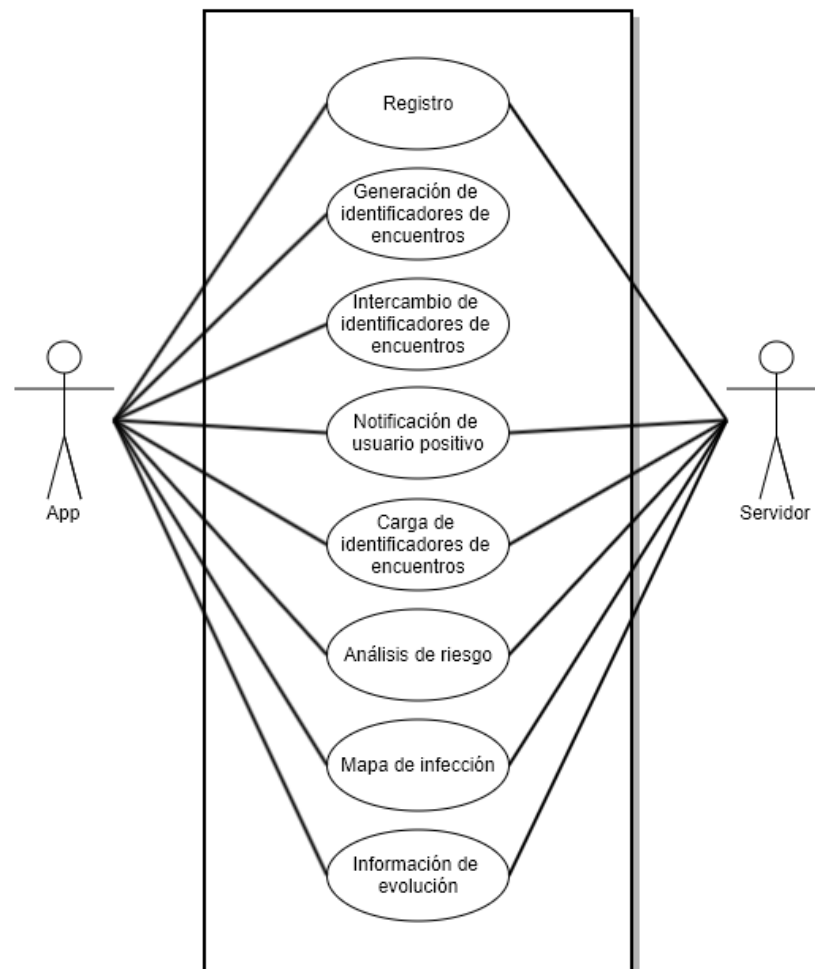 Registro
Generación de
identificadores de
encuentros
Intercambio de
identificadores de
encuentros
Notificación de
usuario positivo
App
Servidor
Carga de
identificadores de
encuentros
Análisis de riesgo
Mapa de infección
Información de
evolución